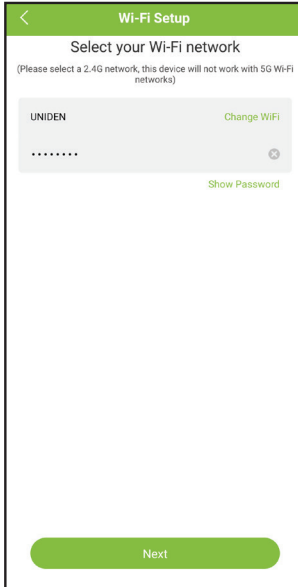 Wi-Fi Setup
Select your Wi-Fi network
(Please select a 2.4G network, this device will not work with 5G Wi-Fi
networks)
UNIDEN
Change WiFi
••••••••
Show Password
Next